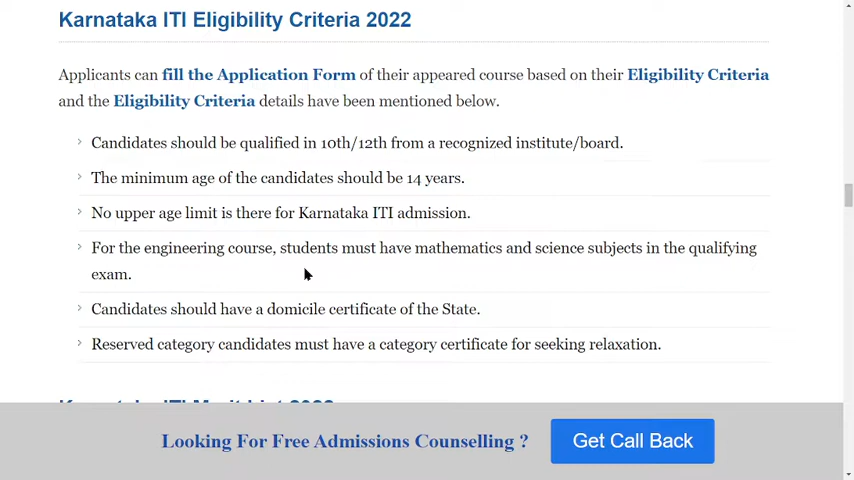 Karnataka ITI Eligibility Criteria 2022
Applicants can fill the Application Form of their appeared course based on their Eligibility Criteria
and the Eligibility Criteria details have been mentioned below.
Candidates should be qualified in 10th/12th from a recognized institute/board.
The minimum age of the candidates should be 14 years.
No upper age limit is there for Karnataka ITI admission.
For the engineering course, students must have mathematics and science subjects in the qualifying
exam.
Candidates should have a domicile certificate of the State.
Reserved category candidates must have a category certificate for seeking relaxation.
Karnataka ITI Merit List 2022
Looking For Free Admissions Counselling ?
Get Call Back